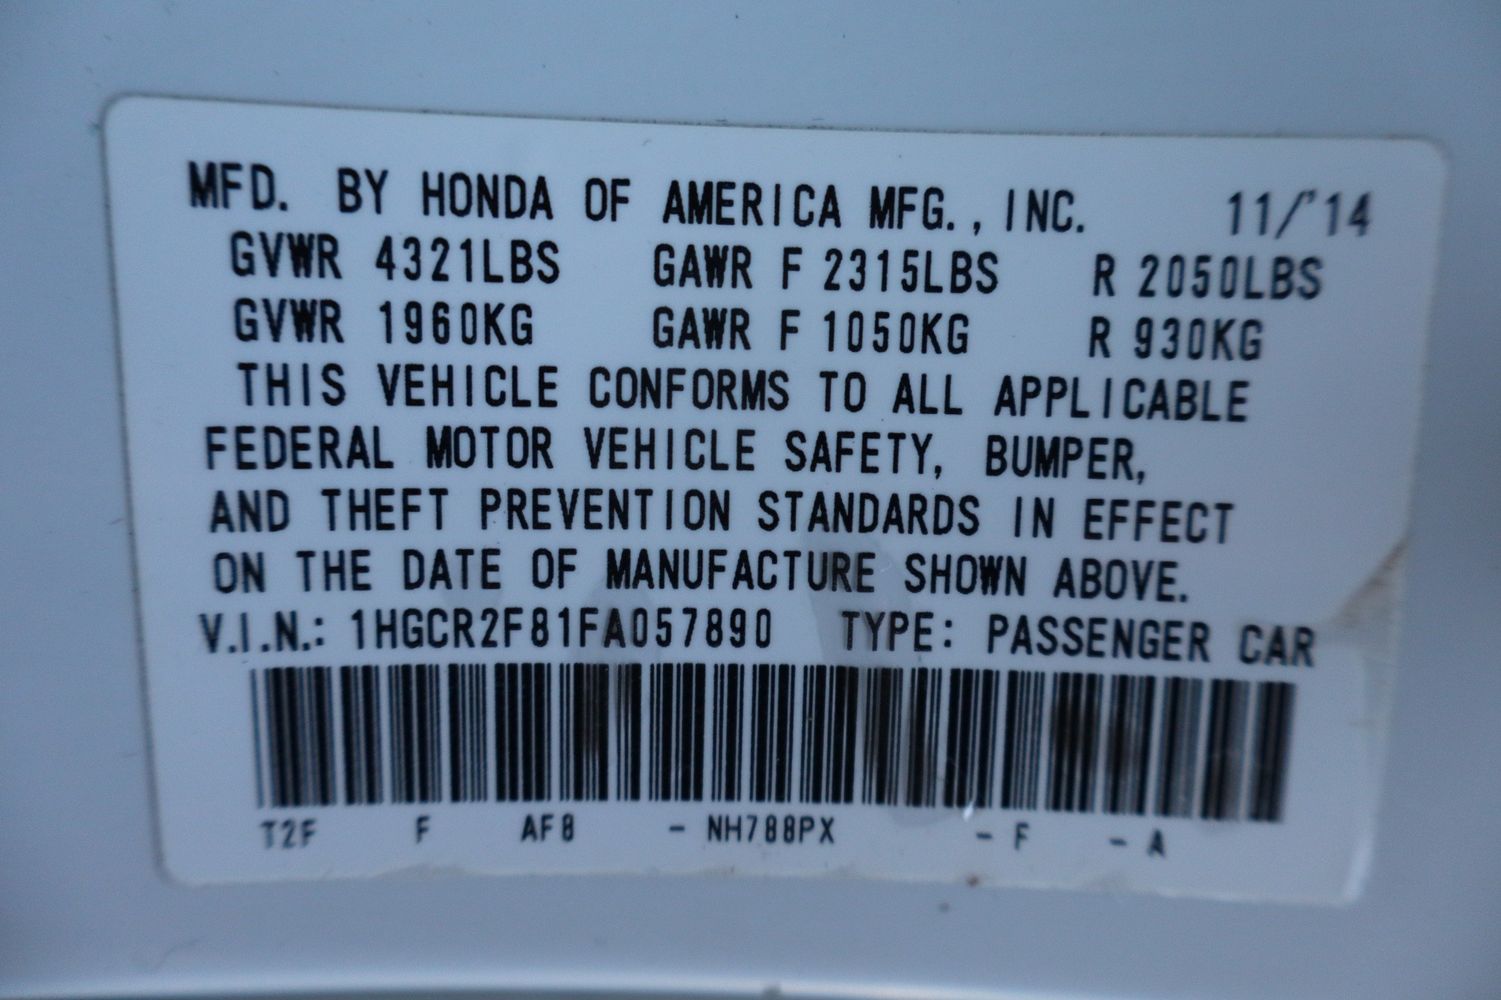 MFD. BY HONDA OF AMERICA MFG., INC. 11/'14
GVWR 4321LBS GAWR F 2315LBS R 2050LBS
GVWR 1960KG GAWR F 1050KG R 930KG
THIS VEHICLE CONFORMS TO ALL APPLICABLE
FEDERAL MOTOR VEHICLE SAFETY, BUMPER,
AND THEFT PREVENTION STANDARDS IN EFFECT
ON THE DATE OF MANUFACTURE SHOWN ABOVE.
V.I.N.: 1HGCR2F81FA057890 TYPE: PASSENGER CAR
T2F F AF8 - NH788PX - F - A